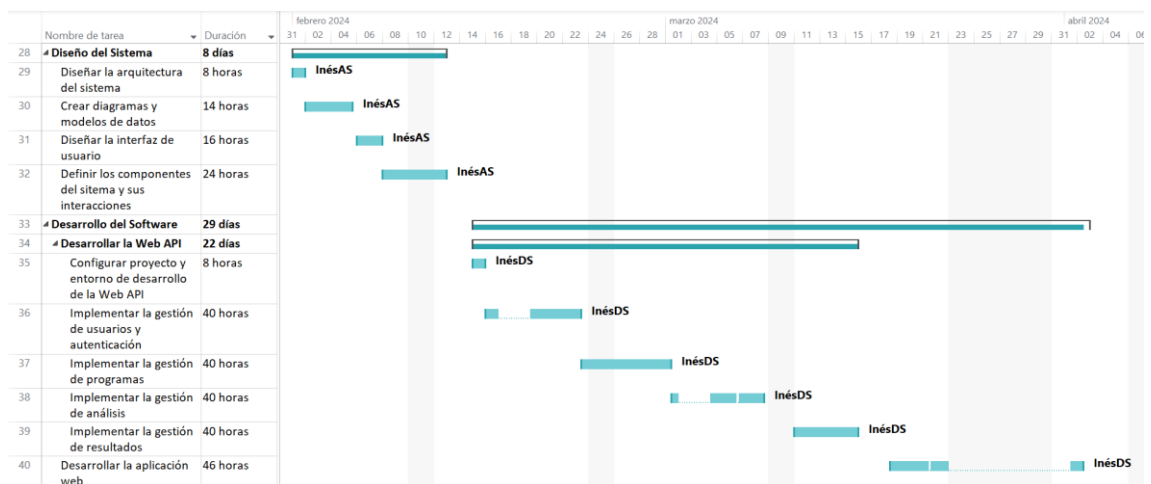 febrero 2024 marzo 2024 abril 2024
Nombre de tarea Duración 31 02 04 06 08 10 12 14 16 18 20 22 24 26 28 01 03 05 07 09 11 13 15 17 19 21 23 25 27 29 31 02 04 06
28 Diseño del Sistema 8 días
29 Diseñar la arquitectura 8 horas InésAS
del sistema
30 Crear diagramas y 14 horas InésAS
modelos de datos
31 Diseñar la interfaz de 16 horas InésAS
usuario
32 Definir los componentes 24 horas InésAS
del sitema y sus
interacciones
33 Desarrollo del Software 29 días
34 Desarrollar la Web API 22 días
35 Configurar proyecto y 8 horas InésDS
entorno de desarrollo
de la Web API
36 Implementar la gestión 40 horas InésDS
de usuarios y
autenticación
37 Implementar la gestión 40 horas InésDS
de programas
38 Implementar la gestión 40 horas InésDS
de análisis
39 Implementar la gestión 40 horas InésDS
de resultados
40 Desarrollar la aplicación 46 horas InésDS
web